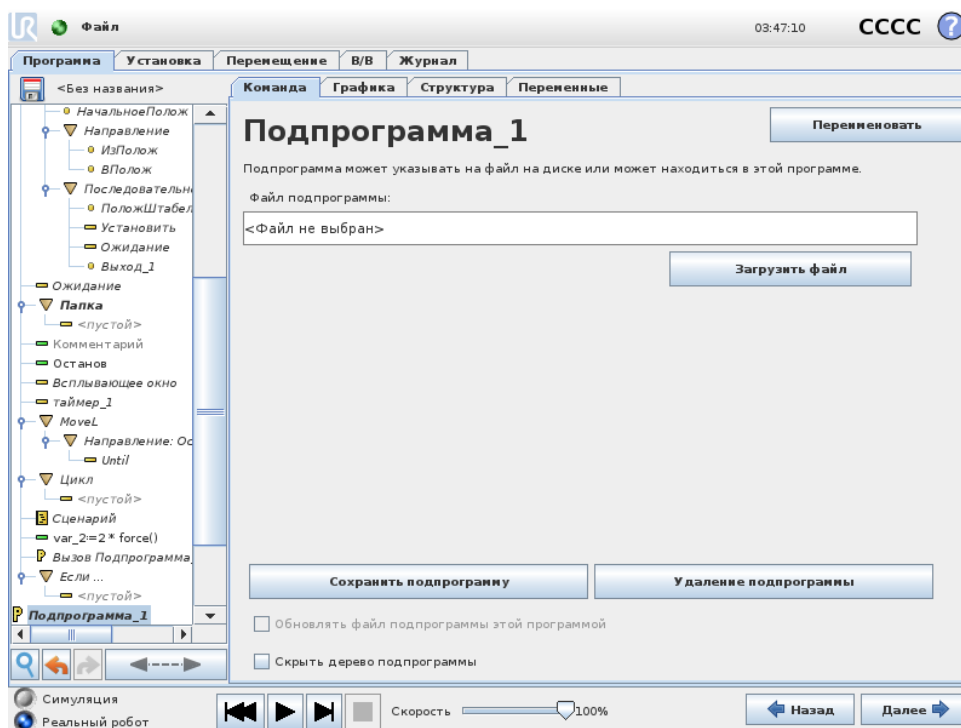 UR Файл 03:47:10 CCCC ?
Программа Установка Перемещение В/В Журнал
<Без названия>
Команда Графика Структура Переменные
НачальноеПолож
Направление
ИзПолож
ВПолож
Последовательн
ПоложШтабел
Установить
Ожидание
Выход_1
Ожидание
Папка
<пустой>
Комментарий
Останов
Всплывающее окно
таймер_1
MoveL
Направление: Ос
Until
Цикл
<пустой>
Сценарий
var_2:=2 * force()
Вызов Подпрограмма_
Если ...
<пустой>
P Подпрограмма_1
Подпрограмма_1
Переименовать
Подпрограмма может указывать на файл на диске или может находиться в этой программе.
Файл подпрограммы:
<Файл не выбран>
Загрузить файл
Сохранить подпрограмму
Удаление подпрограммы
Обновлять файл подпрограммы этой программой
Скрыть дерево подпрограммы
Симуляция
Реальный робот
Скорость 100%
Назад
Далее